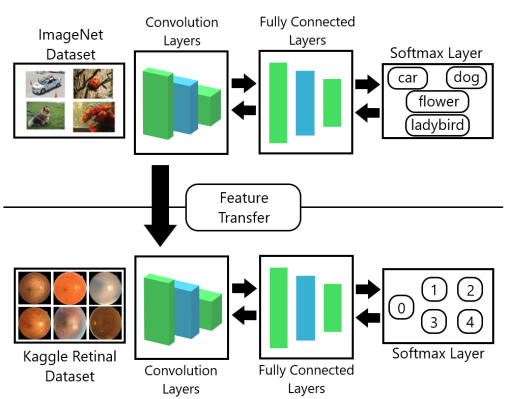 ImageNet
Dataset
Convolution
Layers
Fully Connected
Layers
Softmax Layer
car
dog
flower
ladybird
Feature
Transfer
Kaggle Retinal
Dataset
Convolution
Layers
Fully Connected
Layers
0
1
2
3
4
Softmax Layer